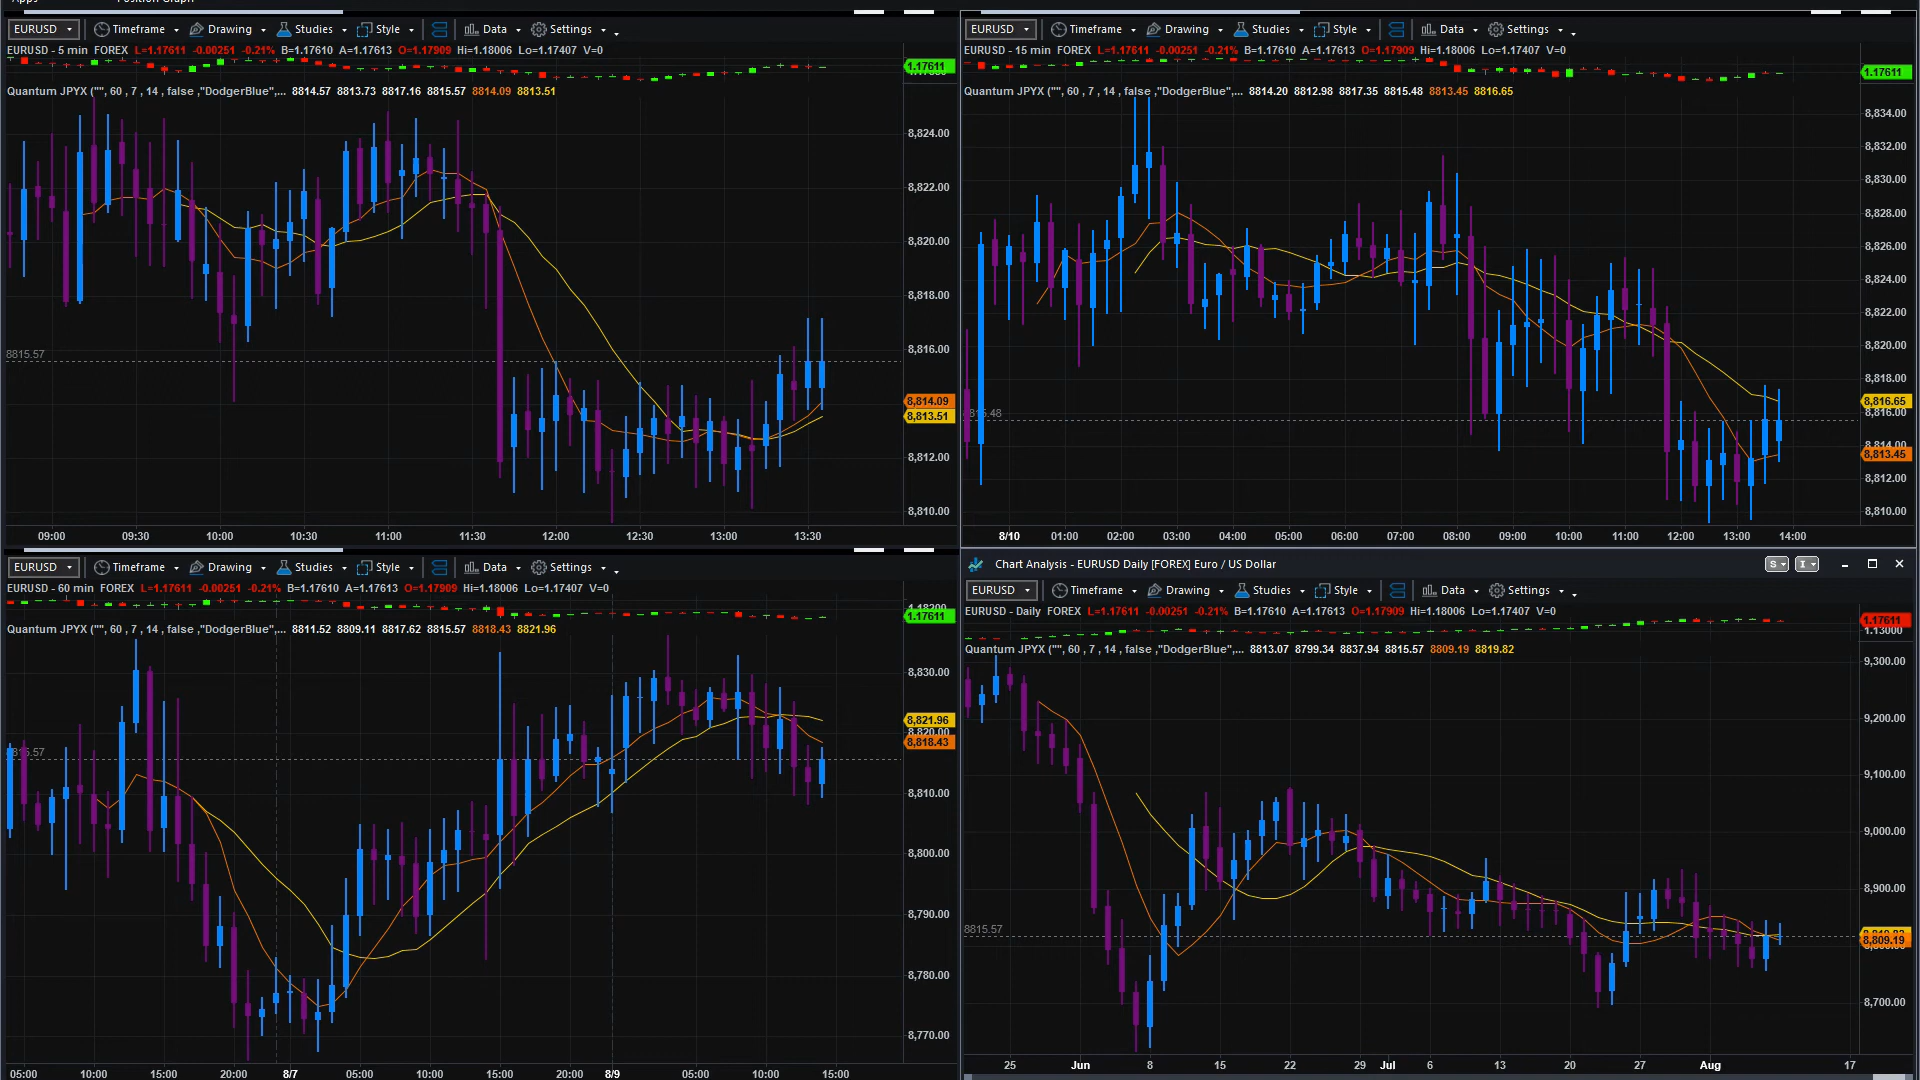 EURUSD Timeframe Drawing Studies Style Data Settings
EURUSD - 5 min FOREX L=1.17611 -0.00251 -0.21% B=1.17610 A=1.17613 O=1.17909 Hi=1.18006 Lo=1.17407 V=0
1.17611
Quantum JPYX ("", 60 , 7 , 14 , false ,"DodgerBlue",... 8814.57 8813.73 8817.16 8815.57 8814.09 8813.51
8,824.00
8,822.00
8,820.00
8,818.00
8,816.00
8815.57
8,814.09
8,813.51
8,812.00
8,810.00
09:00 09:30 10:00 10:30 11:00 11:30 12:00 12:30 13:00 13:30
EURUSD Timeframe Drawing Studies Style Data Settings
EURUSD - 15 min FOREX L=1.17611 -0.00251 -0.21% B=1.17610 A=1.17613 O=1.17909 Hi=1.18006 Lo=1.17407 V=0
1.17611
Quantum JPYX ("", 60 , 7 , 14 , false ,"DodgerBlue",... 8814.20 8812.98 8817.35 8815.48 8813.45 8816.65
8,834.00
8,832.00
8,830.00
8,828.00
8,826.00
8,824.00
8,822.00
8,820.00
8,818.00
8,816.65
8,816.00
8,814.00
8,813.45
8,812.00
8,810.00
8/10 01:00 02:00 03:00 04:00 05:00 06:00 07:00 08:00 09:00 10:00 11:00 12:00 13:00 14:00
EURUSD Timeframe Drawing Studies Style Data Settings
EURUSD - 60 min FOREX L=1.17611 -0.00251 -0.21% B=1.17610 A=1.17613 O=1.17909 Hi=1.18006 Lo=1.17407 V=0
1.17611
Quantum JPYX ("", 60 , 7 , 14 , false ,"DodgerBlue",... 8811.52 8809.11 8817.62 8815.57 8818.43 8821.96
8,830.00
8,821.96
8,820.00
8,818.43
8,810.00
8,800.00
8,790.00
8,780.00
8,770.00
05:00 10:00 15:00 20:00 8/7 05:00 10:00 15:00 20:00 8/9 05:00 10:00 15:00
Chart Analysis - EURUSD Daily [FOREX] Euro / US Dollar S I
EURUSD Timeframe Drawing Studies Style Data Settings
EURUSD - Daily FOREX L=1.17611 -0.00251 -0.21% B=1.17610 A=1.17613 O=1.17909 Hi=1.18006 Lo=1.17407 V=0
1.17611
1.13000
Quantum JPYX ("", 60 , 7 , 14 , false ,"DodgerBlue",... 8813.07 8799.34 8837.94 8815.57 8809.19 8819.82
9,300.00
9,200.00
9,100.00
9,000.00
8,900.00
8815.57
8,809.19
8,700.00
25 Jun 8 15 22 29 Jul 6 13 20 27 Aug 17